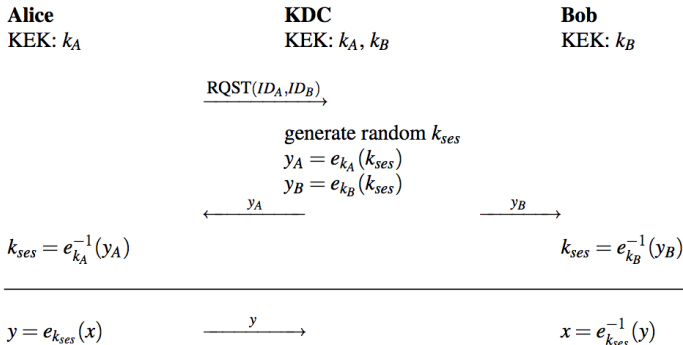 Alice KDC Bob
KEK: k_A KEK: k_A, k_B KEK: k_B
RQST(ID_A,ID_B)
generate random k_ses
y_A = e_{k_A}(k_ses)
y_B = e_{k_B}(k_ses)
y_A y_B
k_ses = e^{-1}_{k_A}(y_A) k_ses = e^{-1}_{k_B}(y_B)
y = e_{k_ses}(x) y x = e^{-1}_{k_ses}(y)